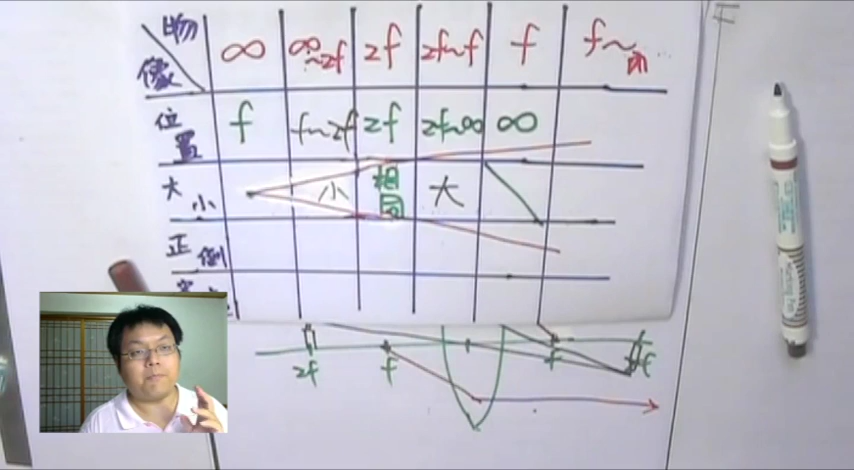 物 ∞ ∞~2f 2f 2f~f f f~鏡
像
位置 f f~2f 2f 2f~∞ ∞
大小 小 相同 大
正倒
2f f f 2f